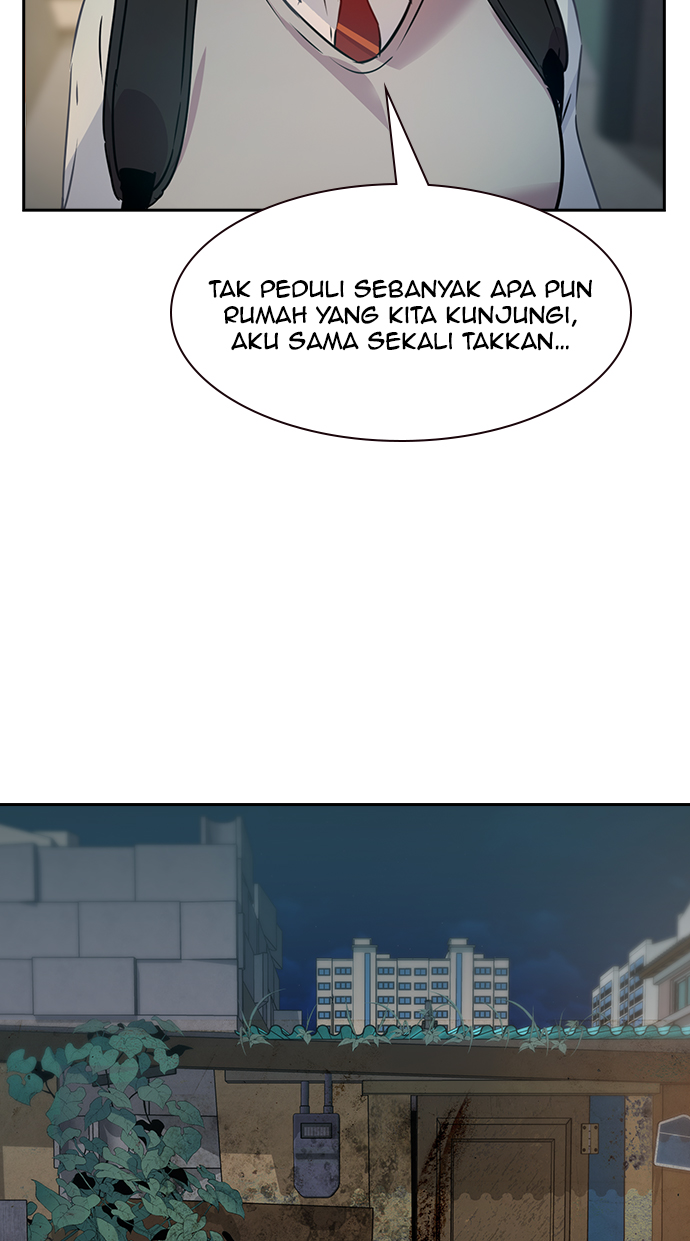 TAK PEDULI SEBANYAK APA PUN
RUMAH YANG KITA KUNJUNGI,
AKU SAMA SEKALI TAKKAN...